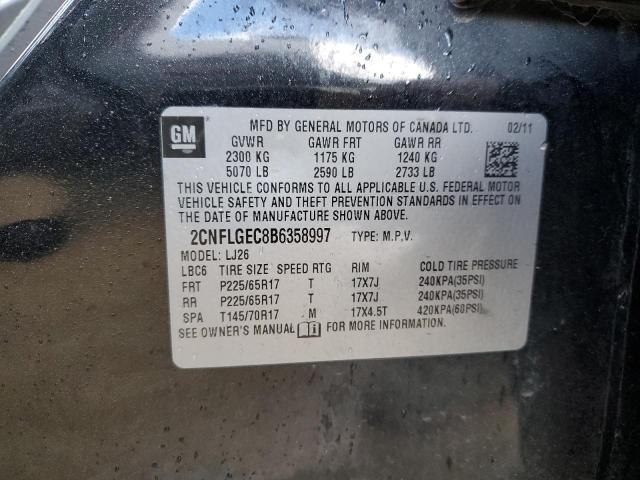 GM MFD BY GENERAL MOTORS OF CANADA LTD. 02/11
GVWR GAWR FRT GAWR RR
2300 KG 1175 KG 1240 KG
5070 LB 2590 LB 2733 LB
THIS VEHICLE CONFORMS TO ALL APPLICABLE U.S. FEDERAL MOTOR
VEHICLE SAFETY AND THEFT PREVENTION STANDARDS IN EFFECT ON
THE DATE OF MANUFACTURE SHOWN ABOVE.
2CNFLGEC8B6358997 TYPE: M.P.V.
MODEL: LJ26
LBC6 TIRE SIZE SPEED RTG RIM COLD TIRE PRESSURE
FRT P225/65R17 T 17X7J 240KPA(35PSI)
RR P225/65R17 T 17X7J 240KPA(35PSI)
SPA T145/70R17 M 17X4.5T 420KPA(60PSI)
SEE OWNER'S MANUAL FOR MORE INFORMATION.